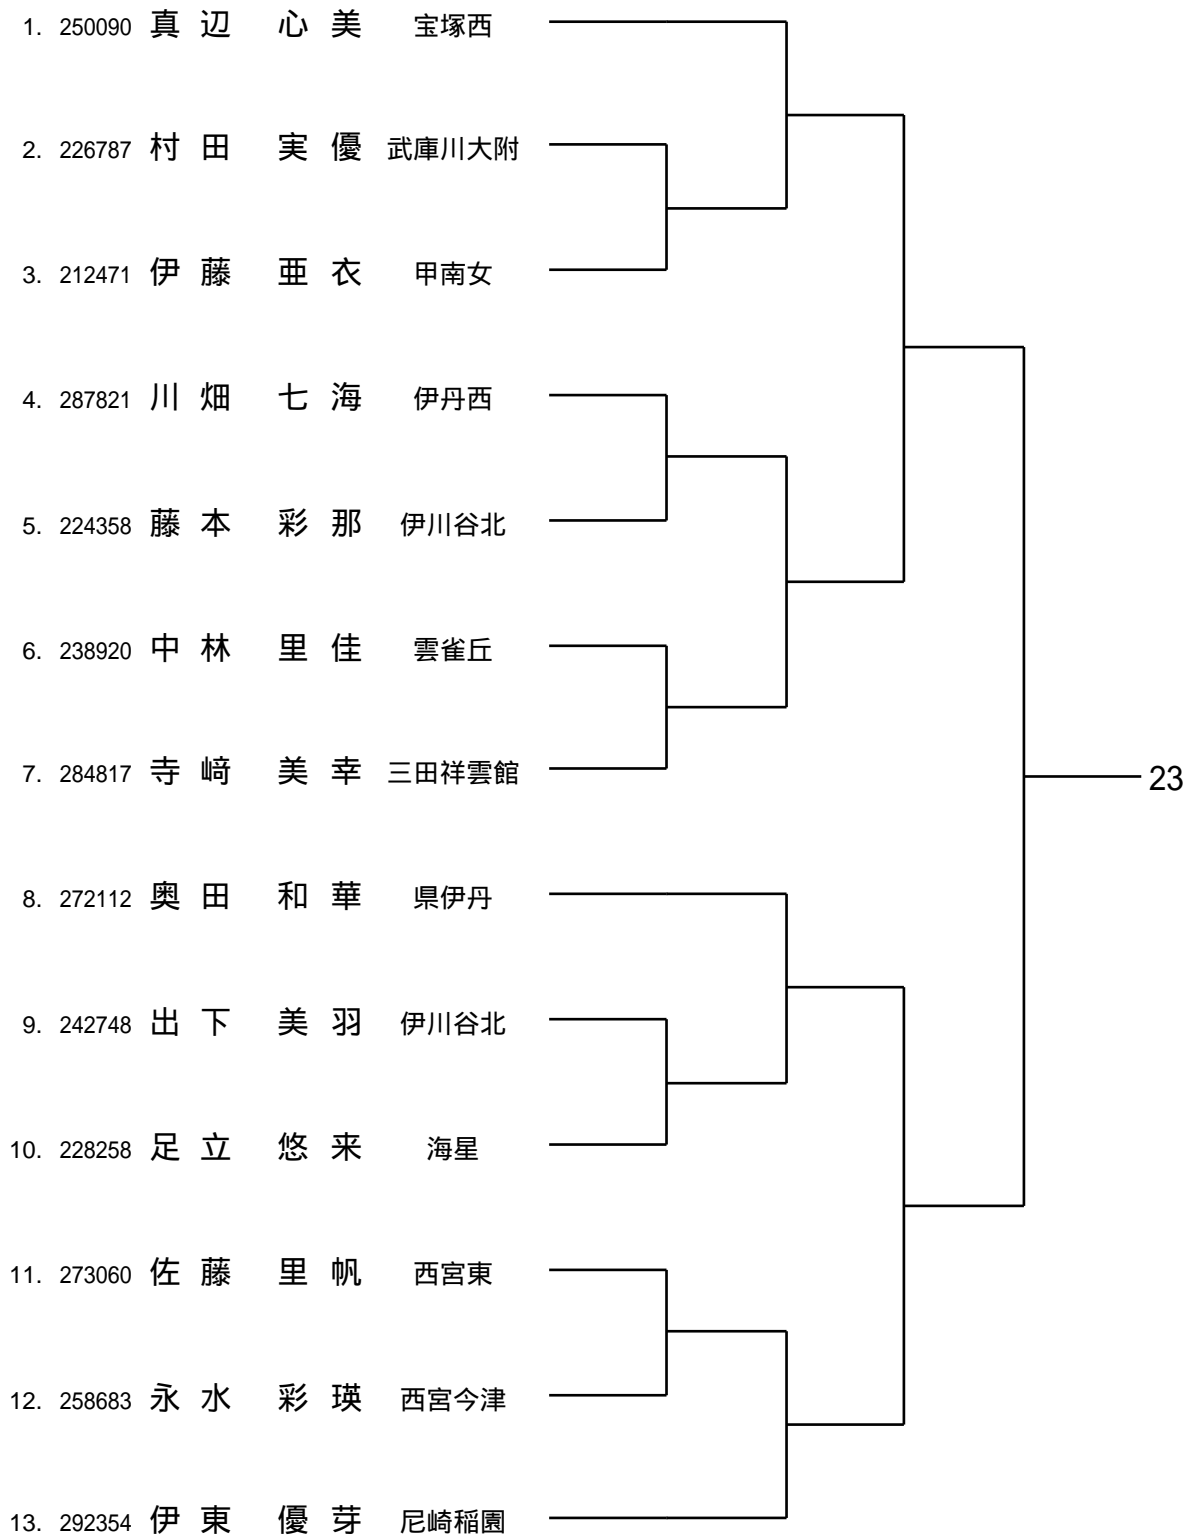 1. 250090 真辺 心美 宝塚西
2. 226787 村田 実優 武庫川大附
3. 212471 伊藤 亜衣 甲南女
4. 287821 川畑 七海 伊丹西
5. 224358 藤本 彩那 伊川谷北
6. 238920 中林 里佳 雲雀丘
7. 284817 寺﨑 美幸 三田祥雲館
23
8. 272112 奥田 和華 県伊丹
9. 242748 出下 美羽 伊川谷北
10. 228258 足立 悠来 海星
11. 273060 佐藤 里帆 西宮東
12. 258683 永水 彩瑛 西宮今津
13. 292354 伊東 優芽 尼崎稲園